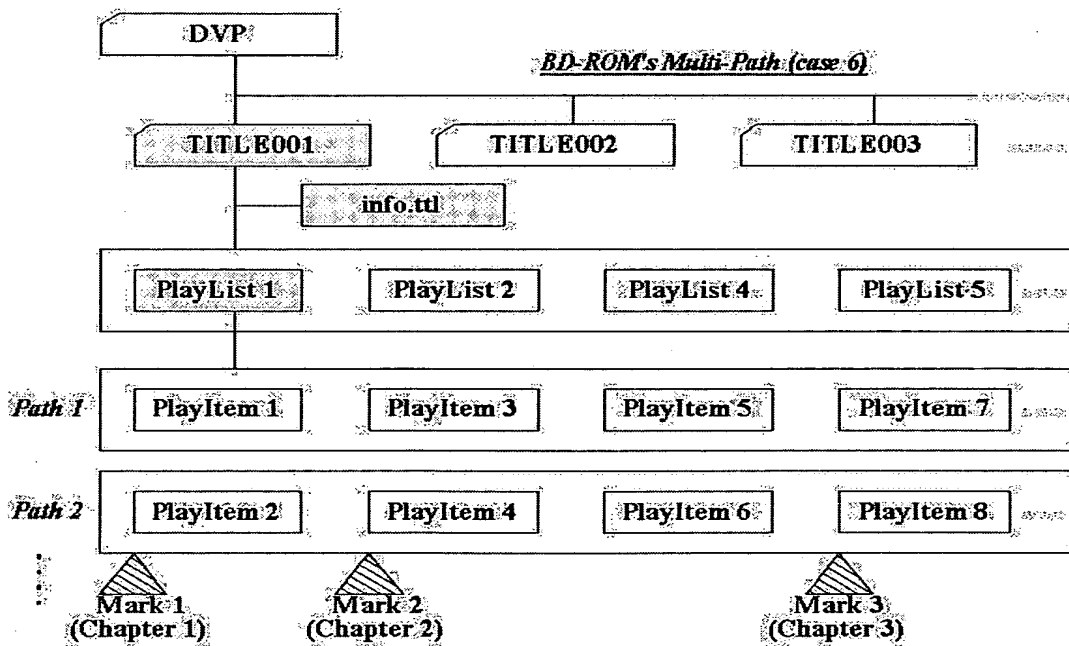 DVP
BD-ROM's Multi-Path (case 6)
TITLE001
TITLE002
TITLE003
info.ttl
PlayList 1
PlayList 2
PlayList 4
PlayList 5
Path 1
PlayItem 1
PlayItem 3
PlayItem 5
PlayItem 7
Path 2
PlayItem 2
PlayItem 4
PlayItem 6
PlayItem 8
Mark 1
(Chapter 1)
Mark 2
(Chapter 2)
Mark 3
(Chapter 3)